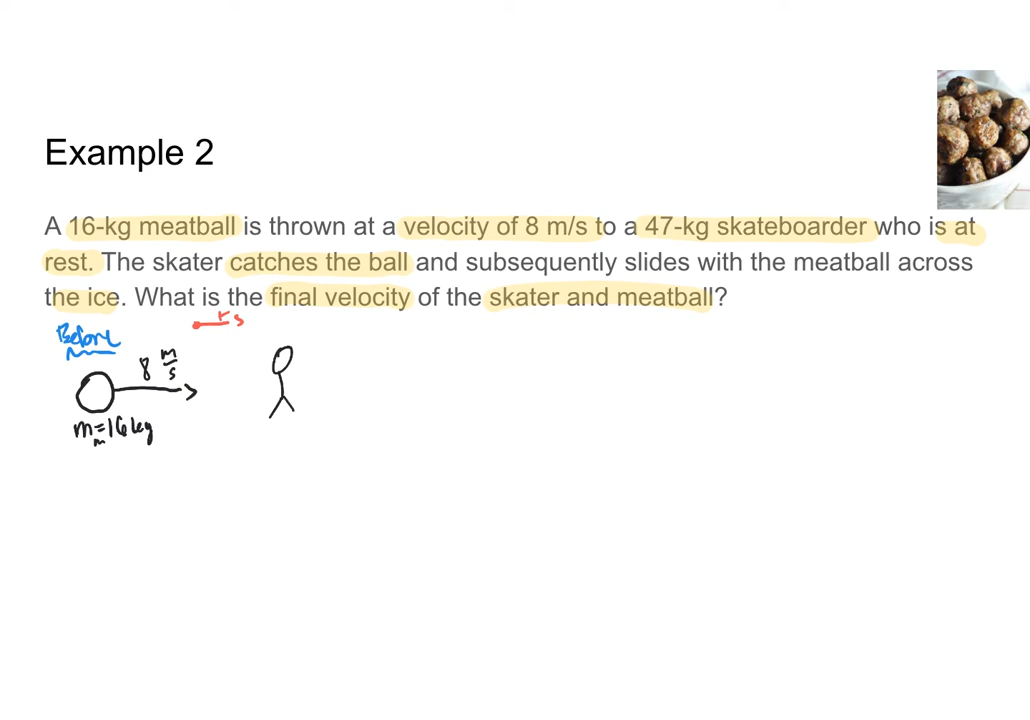 Example 2
A 16-kg meatball is thrown at a velocity of 8 m/s to a 47-kg skateboarder who is at
rest. The skater catches the ball and subsequently slides with the meatball across
the ice. What is the final velocity of the skater and meatball?
Before
8 m/s
m = 16 kg
m